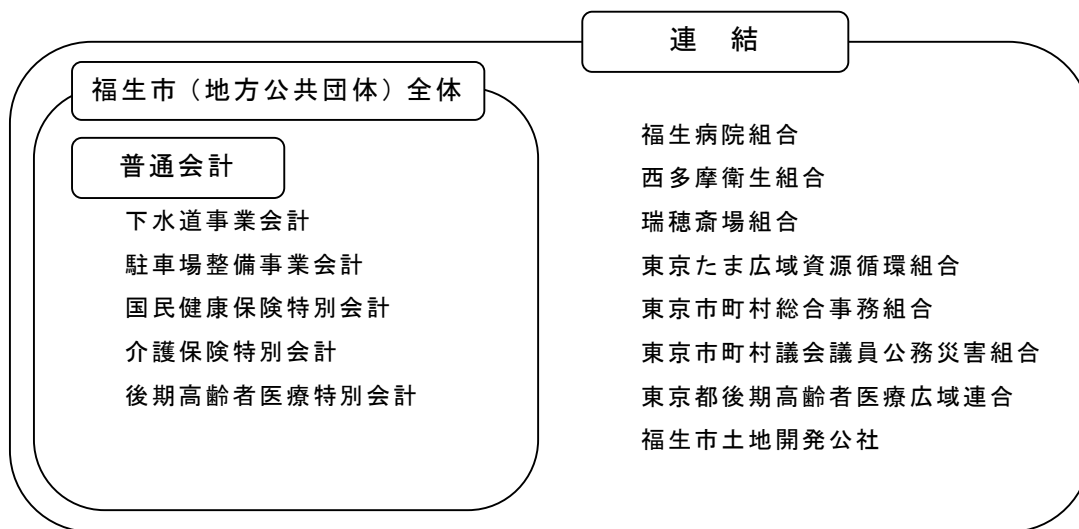 連　結
福生市（地方公共団体）全体
普通会計
下水道事業会計
駐車場整備事業会計
国民健康保険特別会計
介護保険特別会計
後期高齢者医療特別会計
福生病院組合
西多摩衛生組合
瑞穂斎場組合
東京たま広域資源循環組合
東京市町村総合事務組合
東京市町村議会議員公務災害組合
東京都後期高齢者医療広域連合
福生市土地開発公社